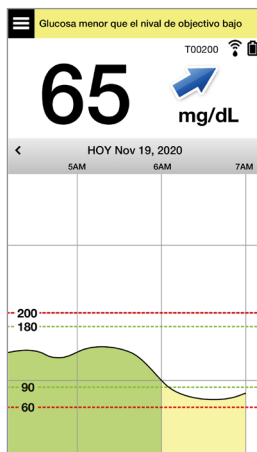 Glucosa menor que el nival de objectivo bajo
T00200
65
mg/dL
HOY Nov 19, 2020
5AM 6AM 7AM
200
180
90
60